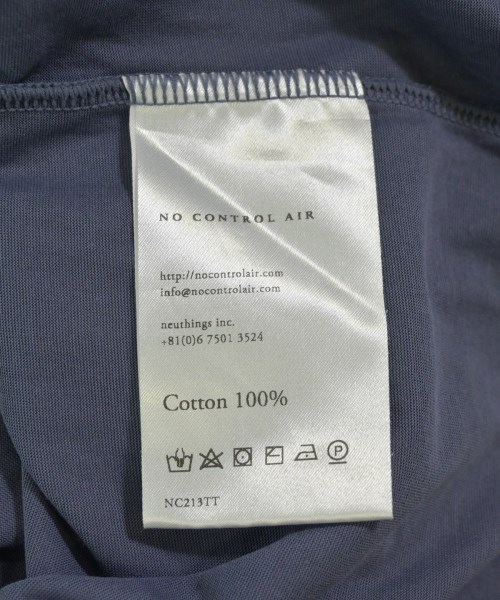 NO CONTROL AIR
http://nocontrolair.com
info@nocontrolair.com
neuthings inc.
+81(0)6 7501 3524
Cotton 100%
P
NC213TT